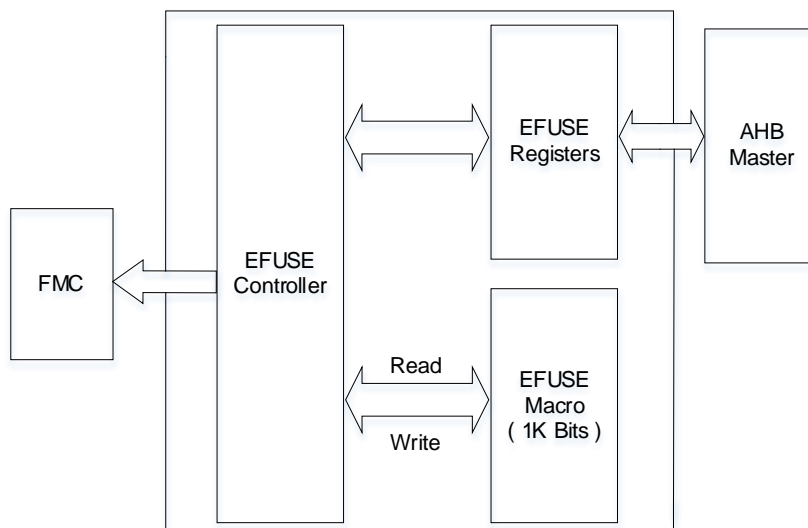 FMC
EFUSE
Controller
EFUSE
Registers
AHB
Master
Read
Write
EFUSE
Macro
( 1K Bits )